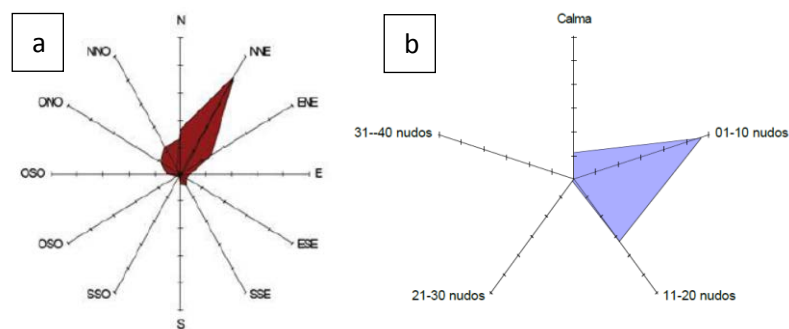 a
N
NNO
NNE
ONO
ENE
OSO
E
OSO
ESE
SSO
SSE
S
b
Calma
31--40 nudos
01-10 nudos
21-30 nudos
11-20 nudos